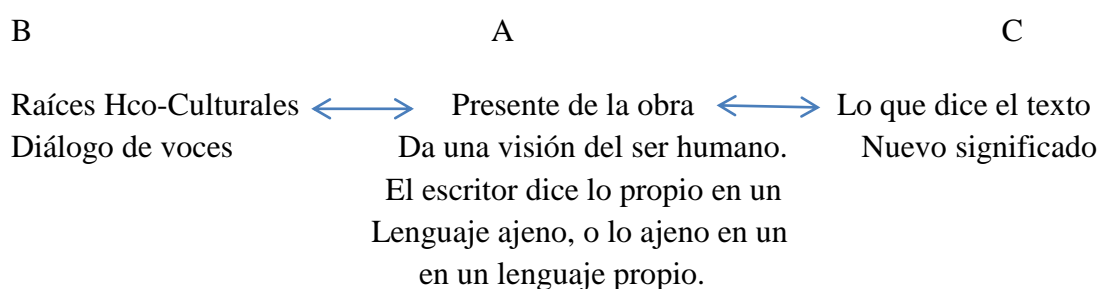 B A C
Raíces Hco-Culturales Presente de la obra Lo que dice el texto
Diálogo de voces Da una visión del ser humano. Nuevo significado
El escritor dice lo propio en un
Lenguaje ajeno, o lo ajeno en un
en un lenguaje propio.